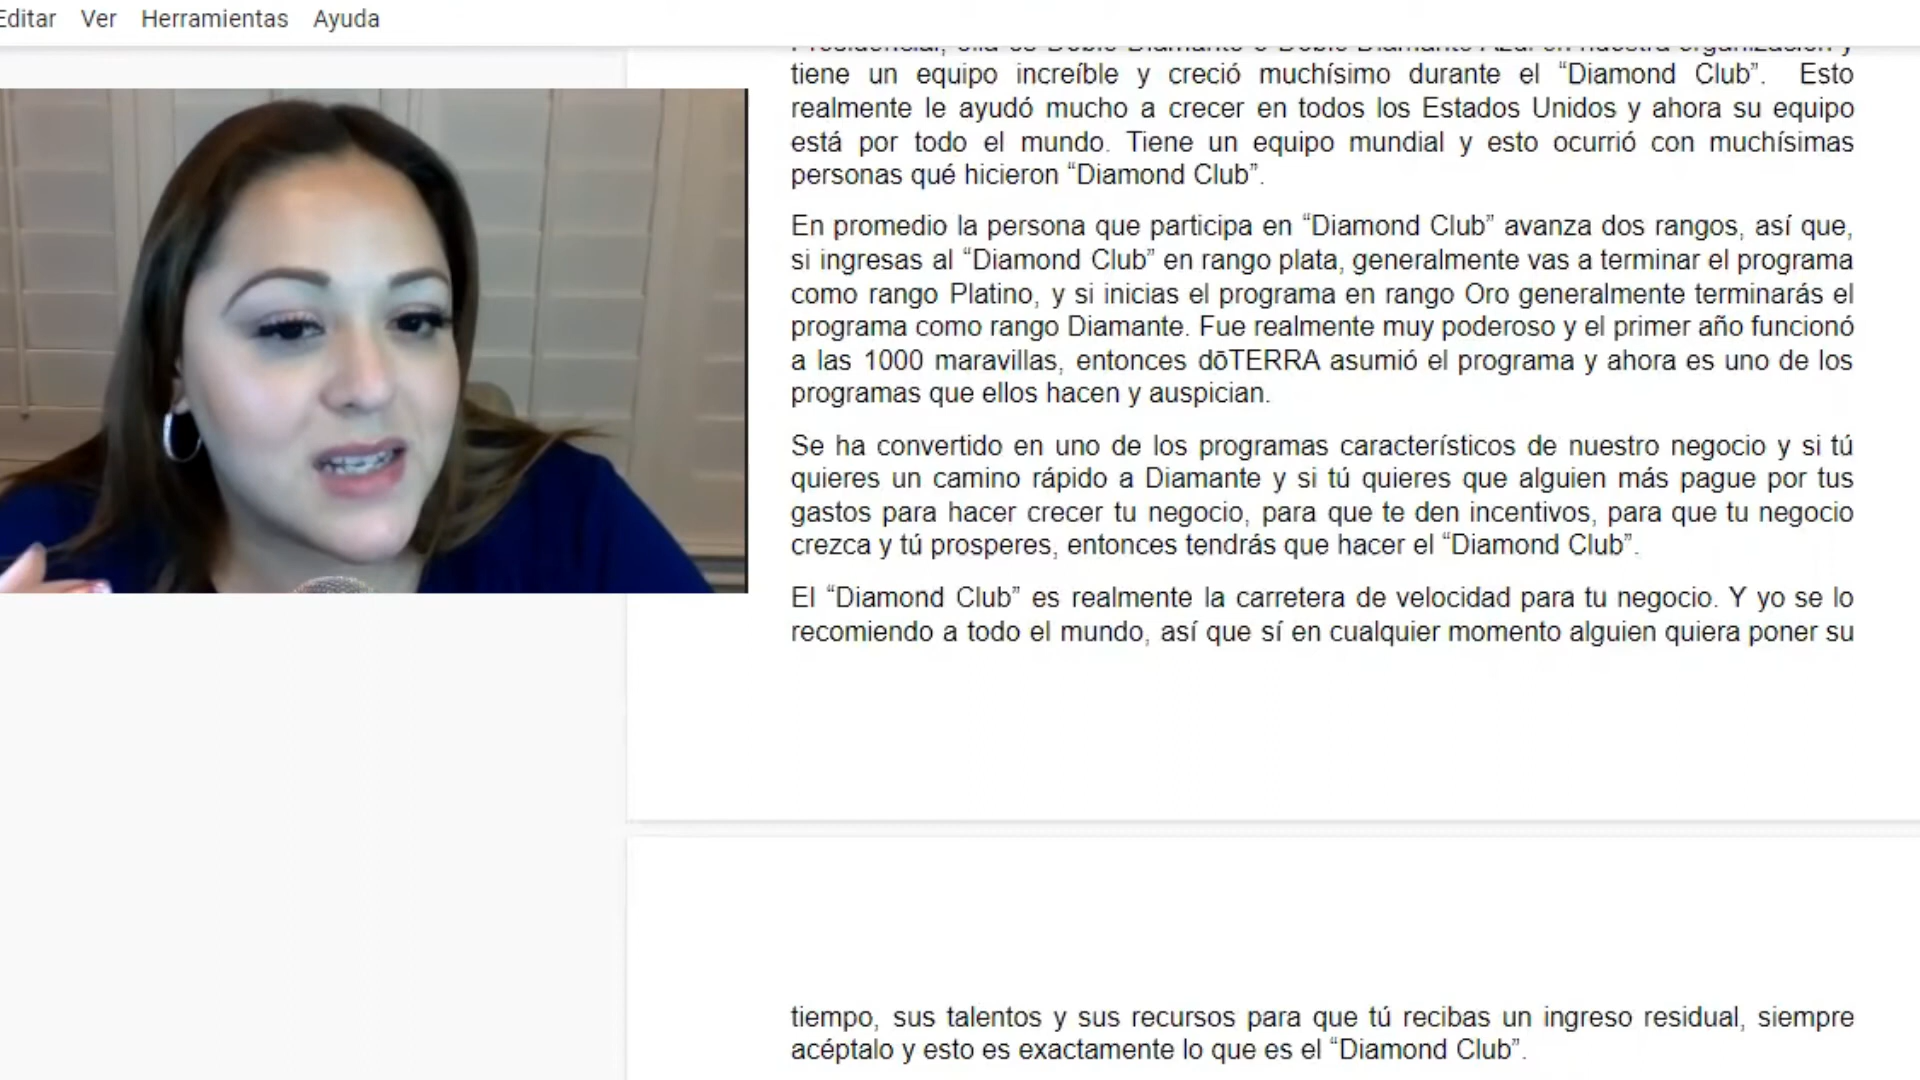 Editar Ver Herramientas Ayuda
tiene un equipo increíble y creció muchísimo durante el “Diamond Club”. Esto
realmente le ayudó mucho a crecer en todos los Estados Unidos y ahora su equipo
está por todo el mundo. Tiene un equipo mundial y esto ocurrió con muchísimas
personas qué hicieron “Diamond Club”.
En promedio la persona que participa en “Diamond Club” avanza dos rangos, así que,
si ingresas al “Diamond Club” en rango plata, generalmente vas a terminar el programa
como rango Platino, y si inicias el programa en rango Oro generalmente terminarás el
programa como rango Diamante. Fue realmente muy poderoso y el primer año funcionó
a las 1000 maravillas, entonces dōTERRA asumió el programa y ahora es uno de los
programas que ellos hacen y auspician.
Se ha convertido en uno de los programas característicos de nuestro negocio y si tú
quieres un camino rápido a Diamante y si tú quieres que alguien más pague por tus
gastos para hacer crecer tu negocio, para que te den incentivos, para que tu negocio
crezca y tú prosperes, entonces tendrás que hacer el “Diamond Club”.
El “Diamond Club” es realmente la carretera de velocidad para tu negocio. Y yo se lo
recomiendo a todo el mundo, así que sí en cualquier momento alguien quiera poner su
tiempo, sus talentos y sus recursos para que tú recibas un ingreso residual, siempre
acéptalo y esto es exactamente lo que es el “Diamond Club”.